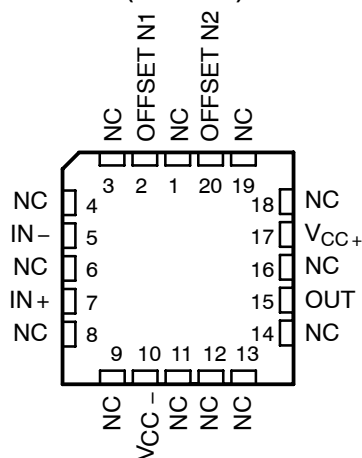 NC
OFFSET N1
NC
OFFSET N2
NC
3 2 1 20 19
NC 4
IN− 5
NC 6
IN+ 7
NC 8
18 NC
17 VCC+
16 NC
15 OUT
14 NC
9 10 11 12 13
NC
VCC−
NC
NC
NC